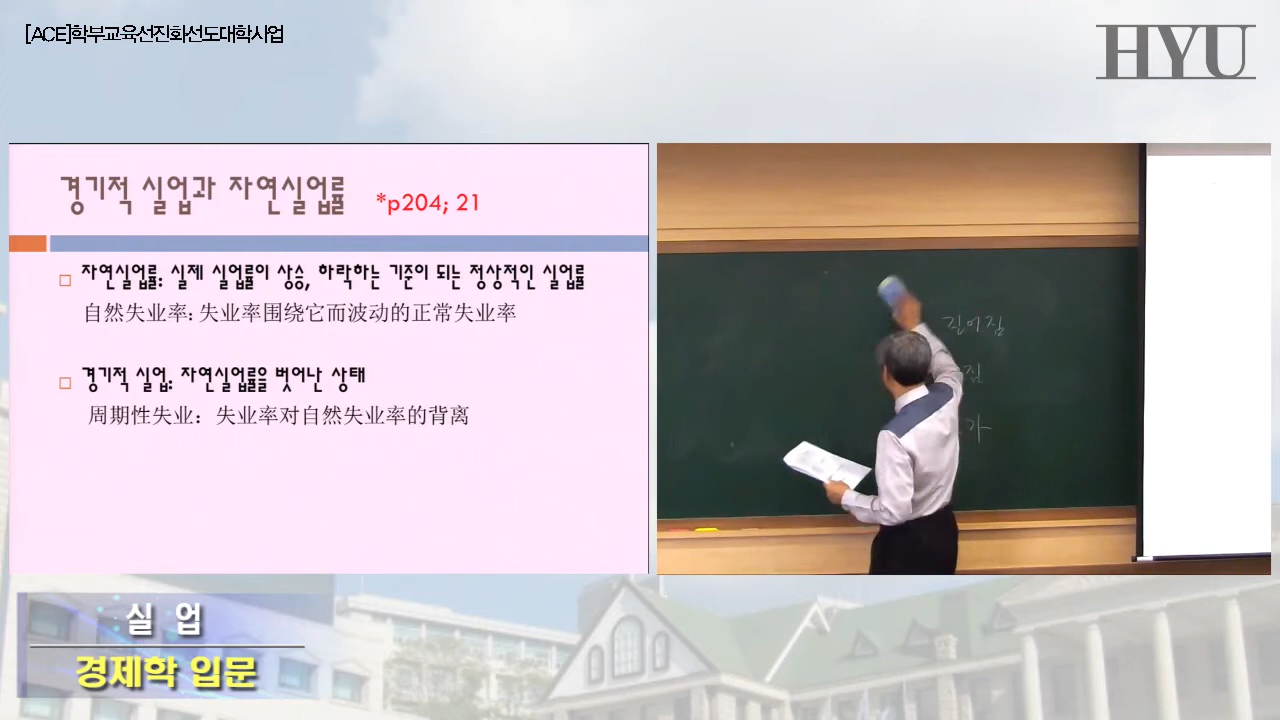 [ACE]학부교육선진화선도대학사업
HYU
경기적 실업과 자연실업률 *p204; 21
자연실업률: 실제 실업률이 상승, 하락하는 기준이 되는 정상적인 실업률
自然失业率: 失业率围绕它而波动的正常失业率
경기적 실업: 자연실업률을 벗어난 상태
周期性失业：失业率对自然失业率的背离
길어짐
짐
가
실 업
경제학 입문